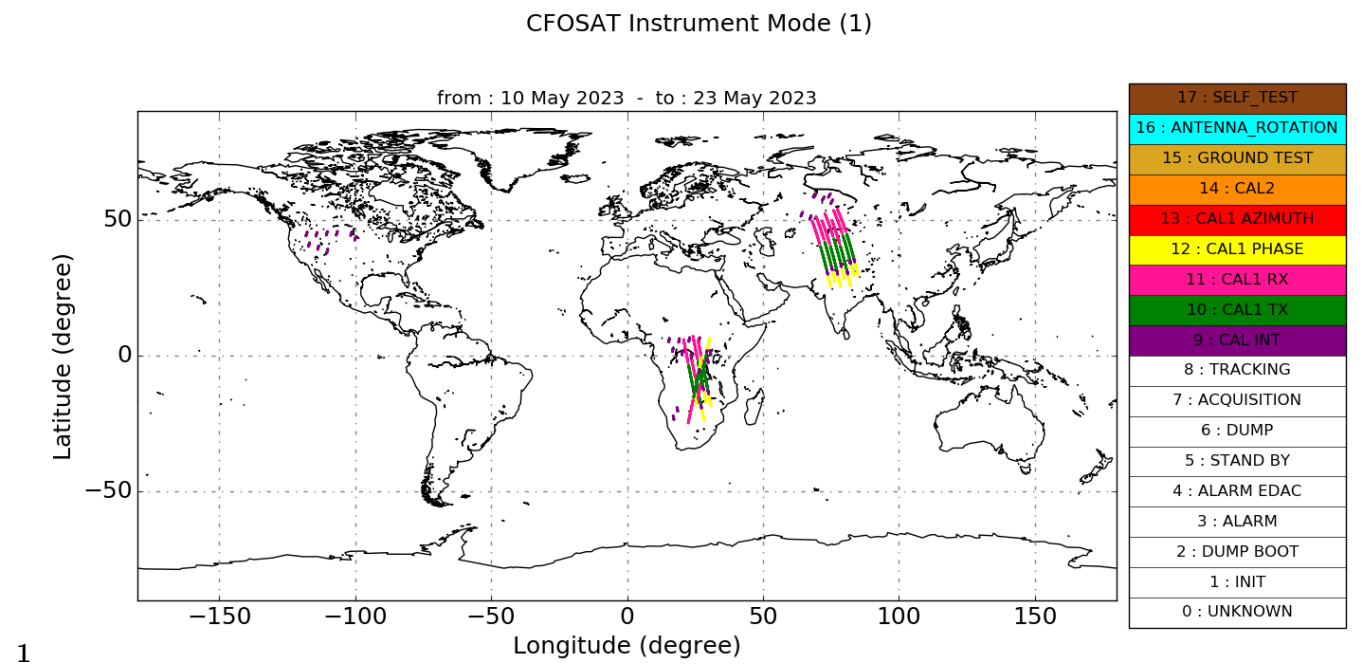 CFOSAT Instrument Mode (1)
from : 10 May 2023 - to : 23 May 2023
17 : SELF_TEST
16 : ANTENNA_ROTATION
15 : GROUND TEST
14 : CAL2
13 : CAL1 AZIMUTH
12 : CAL1 PHASE
11 : CAL1 RX
10 : CAL1 TX
9 : CAL INT
8 : TRACKING
7 : ACQUISITION
6 : DUMP
5 : STAND BY
4 : ALARM EDAC
3 : ALARM
2 : DUMP BOOT
1 : INIT
0 : UNKNOWN
Latitude (degree)
50
0
−50
−150 −100 −50 0 50 100 150
Longitude (degree)
1